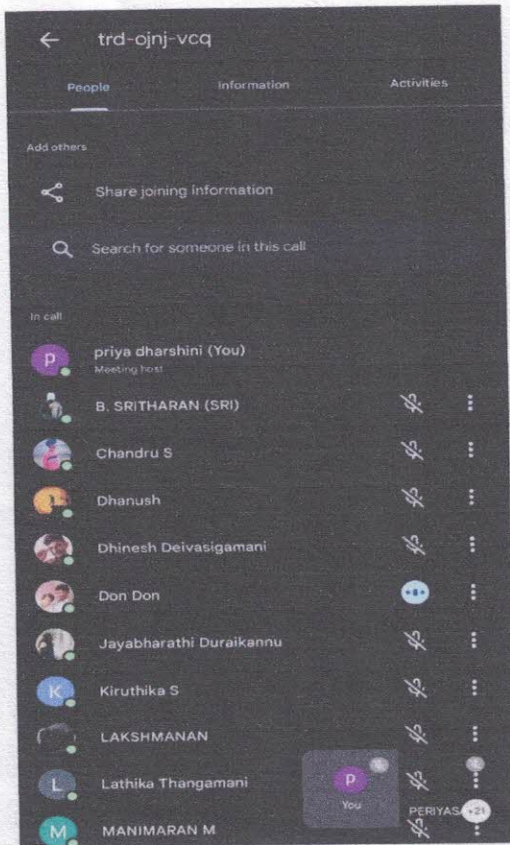 trd-ojnj-vcq
People Information Activities
Add others
Share joining information
Search for someone in this call
In call
P priya dharshini (You)
Meeting host
B. SRITHARAN (SRI)
Chandru S
Dhanush
Dhinesh Deivasigamani
Don Don
Jayabharathi Duraikannu
K Kiruthika S
LAKSHMANAN
L Lathika Thangamani
P
You
PERIYASA +21
M MANIMARAN M